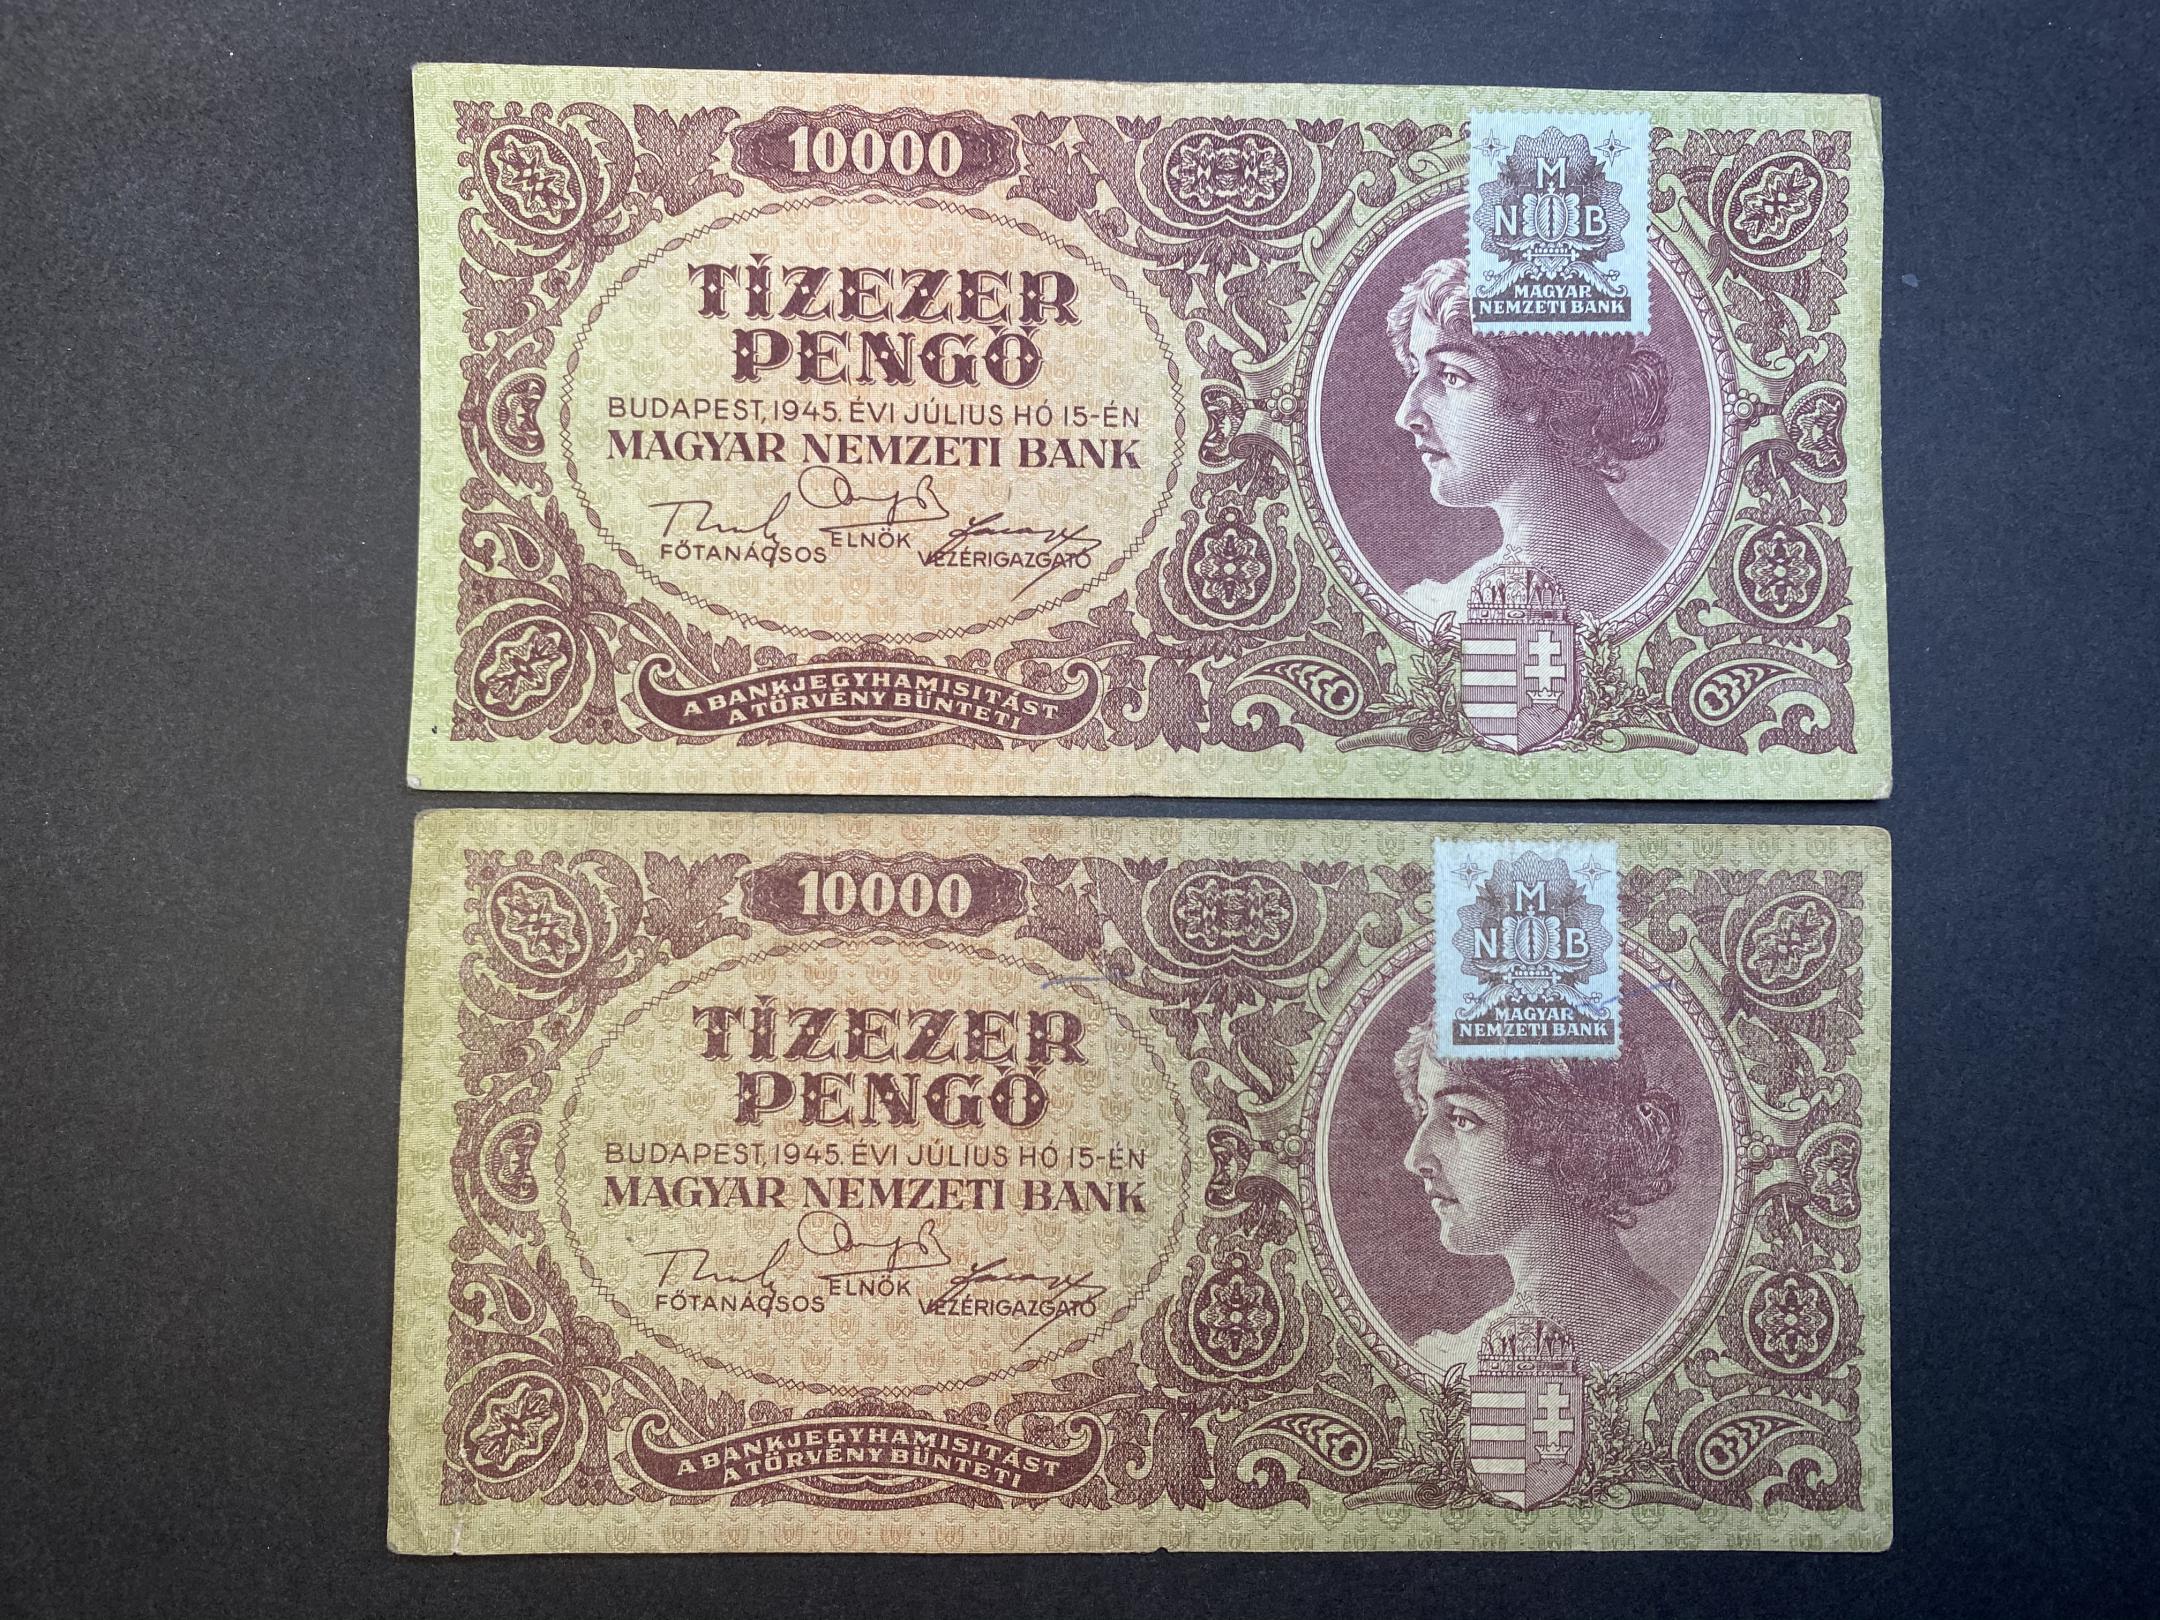 10000
TÍZEZER
PENGŐ
BUDAPEST, 1945. ÉVI JÚLIUS HÓ 15-ÉN
MAGYAR NEMZETI BANK
FŐTANÁCSOS ELNÖK VEZÉRIGAZGATÓ
A BANKJEGYHAMISITÁST
A TÖRVÉNY BÜNTETI
M
N B
MAGYAR
NEMZETI BANK
10000
TÍZEZER
PENGŐ
BUDAPEST, 1945. ÉVI JÚLIUS HÓ 15-ÉN
MAGYAR NEMZETI BANK
FŐTANÁCSOS ELNÖK VEZÉRIGAZGATÓ
A BANKJEGYHAMISITÁST
A TÖRVÉNY BÜNTETI
M
N B
MAGYAR
NEMZETI BANK